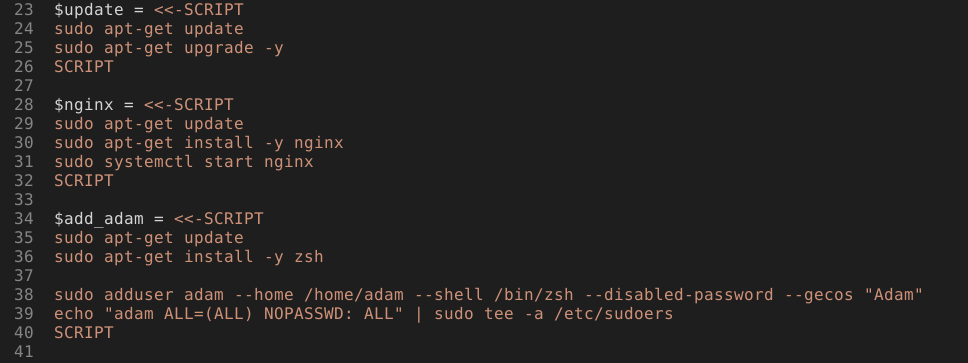 23 $update = <<-SCRIPT
24 sudo apt-get update
25 sudo apt-get upgrade -y
26 SCRIPT
27
28 $nginx = <<-SCRIPT
29 sudo apt-get update
30 sudo apt-get install -y nginx
31 sudo systemctl start nginx
32 SCRIPT
33
34 $add_adam = <<-SCRIPT
35 sudo apt-get update
36 sudo apt-get install -y zsh
37
38 sudo adduser adam --home /home/adam --shell /bin/zsh --disabled-password --gecos "Adam"
39 echo "adam ALL=(ALL) NOPASSWD: ALL" | sudo tee -a /etc/sudoers
40 SCRIPT
41